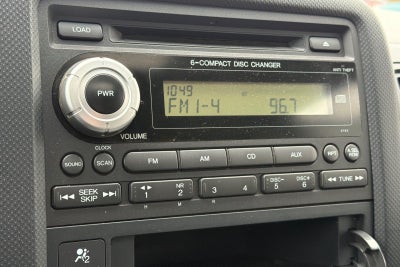 LOAD
6-COMPACT DISC CHANGER
ANTI THEFT
PWR
10:49
FM1-4 96.7
VOLUME
CLOCK
SOUND SCAN FM AM CD AUX
SEEK SKIP
1 NR 2 3 4 DISC- 5 DISC+ 6
TUNE
H M